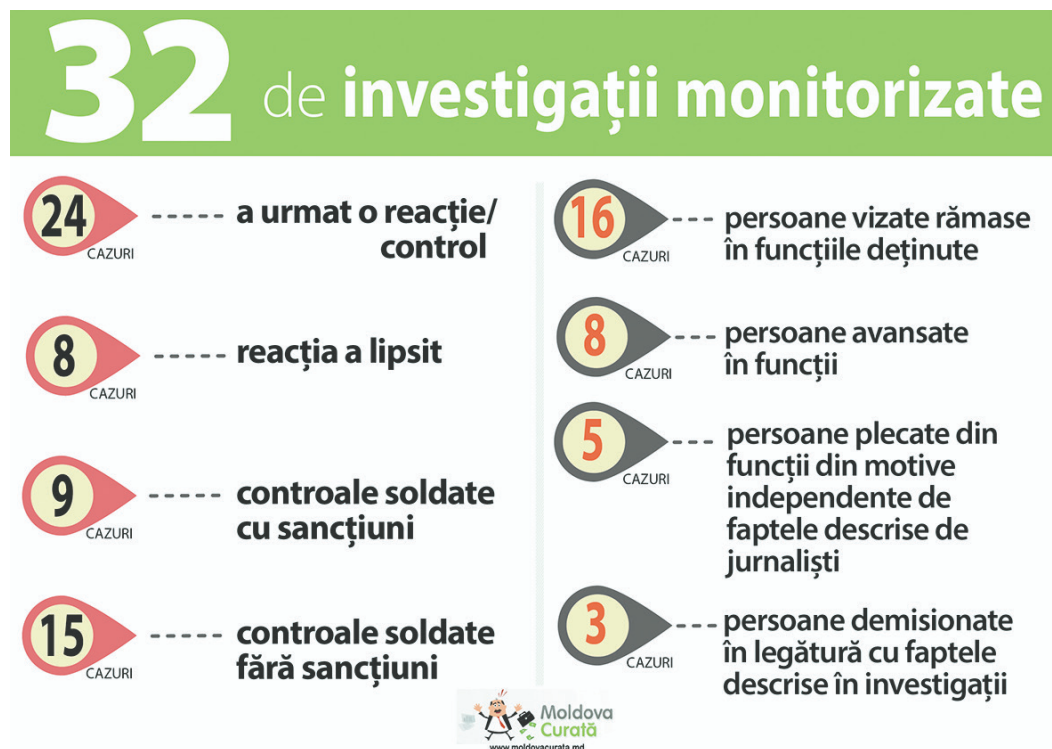 32 de investigații monitorizate
24
CAZURI
a urmat o reacție/
control
8
CAZURI
reacția a lipsit
9
CAZURI
controale soldate
cu sancțiuni
15
CAZURI
controale soldate
fără sancțiuni
16
CAZURI
persoane vizate rămase
în funcțiile deținute
8
CAZURI
persoane avansate
în funcții
5
CAZURI
persoane plecate din
funcții din motive
independente de
faptele descrise de
jurnaliști
3
CAZURI
persoane demisionate
în legătură cu faptele
descrise în investigații
Moldova
Curată
www.moldovacurata.md